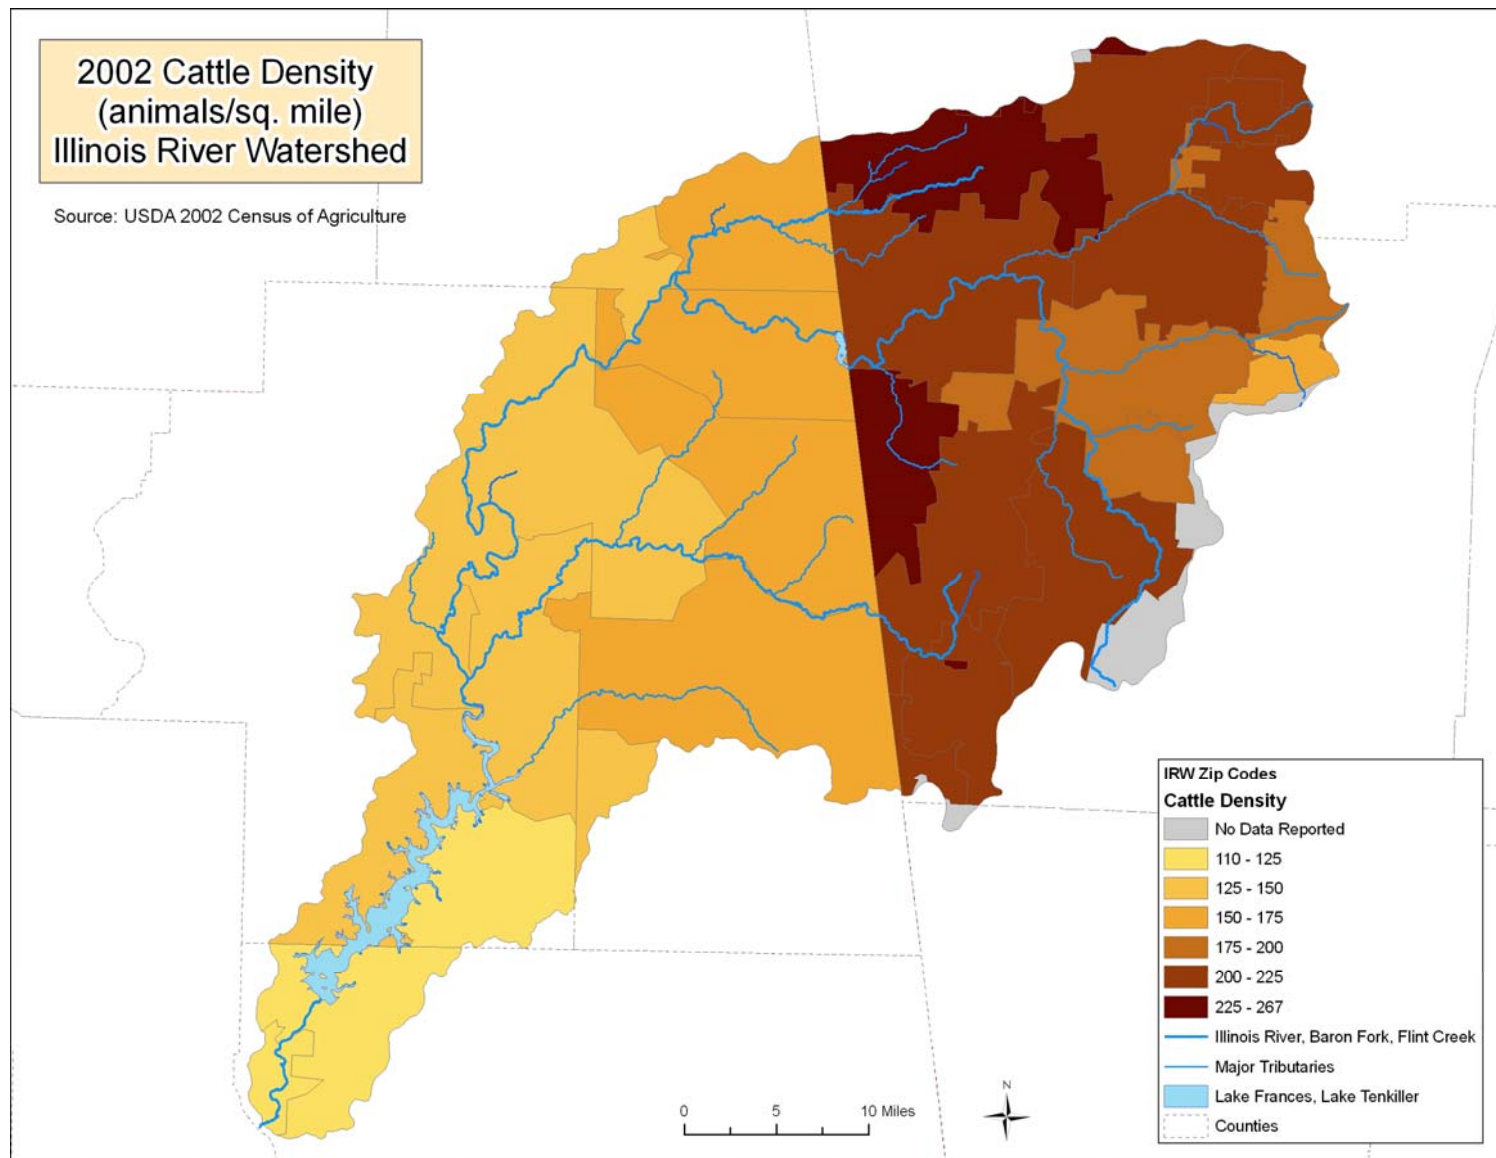 2002 Cattle Density
(animals/sq. mile)
Illinois River Watershed
Source: USDA 2002 Census of Agriculture
IRW Zip Codes
Cattle Density
No Data Reported
110 - 125
125 - 150
150 - 175
175 - 200
200 - 225
225 - 267
Illinois River, Baron Fork, Flint Creek
Major Tributaries
Lake Frances, Lake Tenkiller
Counties
0 5 10 Miles
N